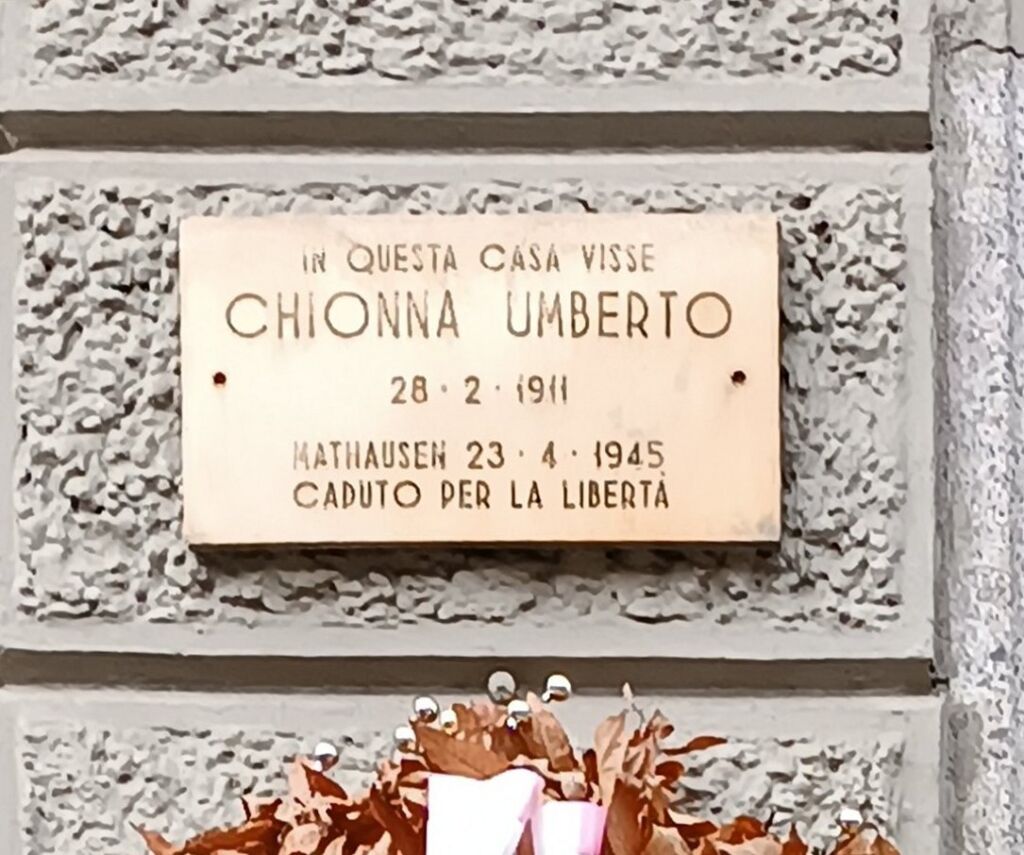 IN QUESTA CASA VISSE
CHIONNA UMBERTO
28 · 2 · 1911
MATHAUSEN 23 · 4 · 1945
CADUTO PER LA LIBERTÀ